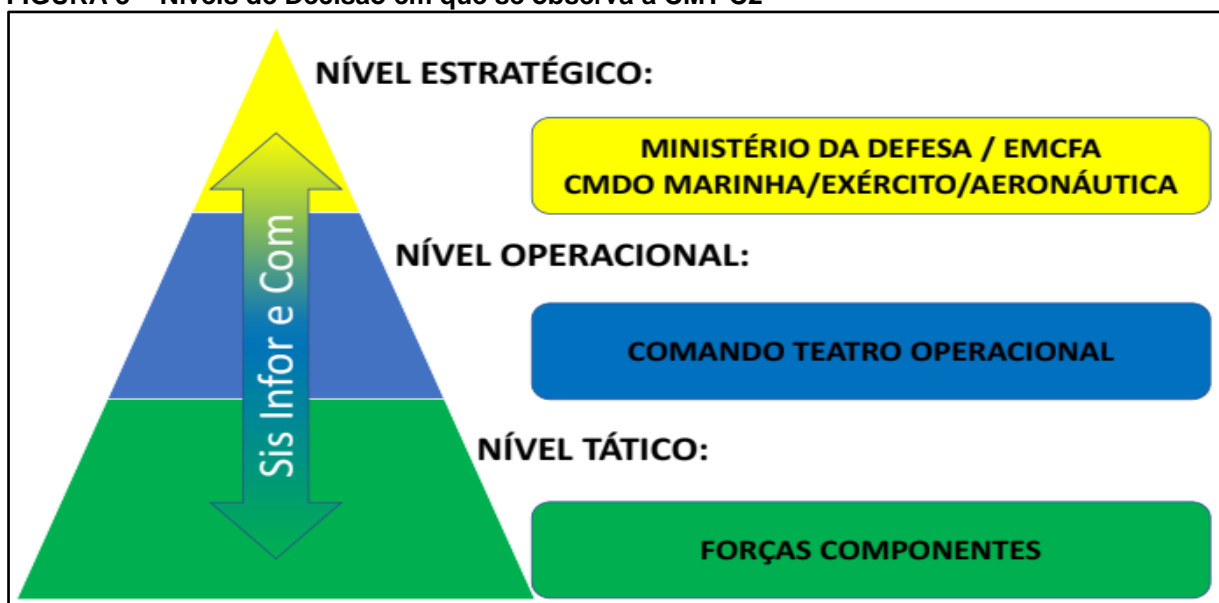 NÍVEL ESTRATÉGICO:
MINISTÉRIO DA DEFESA / EMCFA
CMDO MARINHA/EXÉRCITO/AERONÁUTICA
Sis Infor e Com
NÍVEL OPERACIONAL:
COMANDO TEATRO OPERACIONAL
NÍVEL TÁTICO:
FORÇAS COMPONENTES